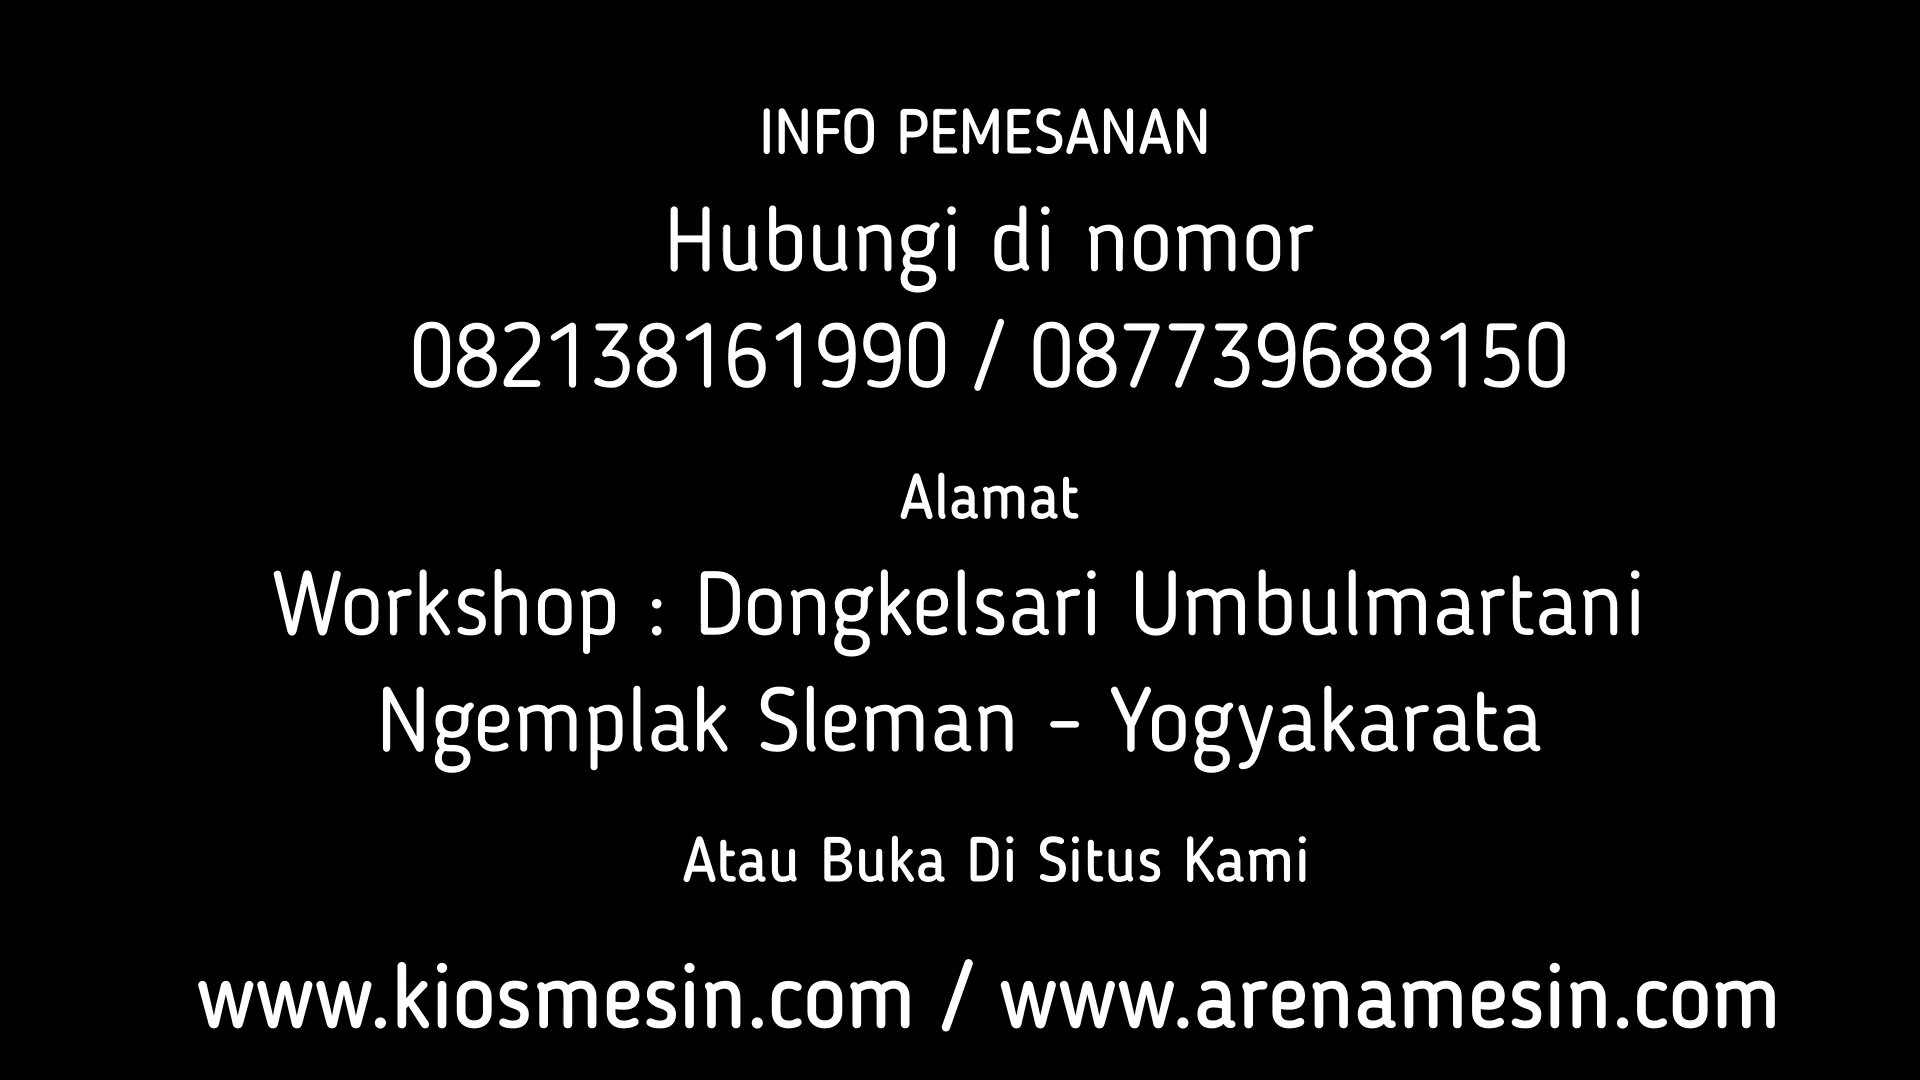 INFO PEMESANAN
Hubungi di nomor
082138161990 / 087739688150
Alamat
Workshop : Dongkelsari Umbulmartani
Ngemplak Sleman - Yogyakarata
Atau Buka Di Situs Kami
www.kiosmesin.com / www.arenamesin.com